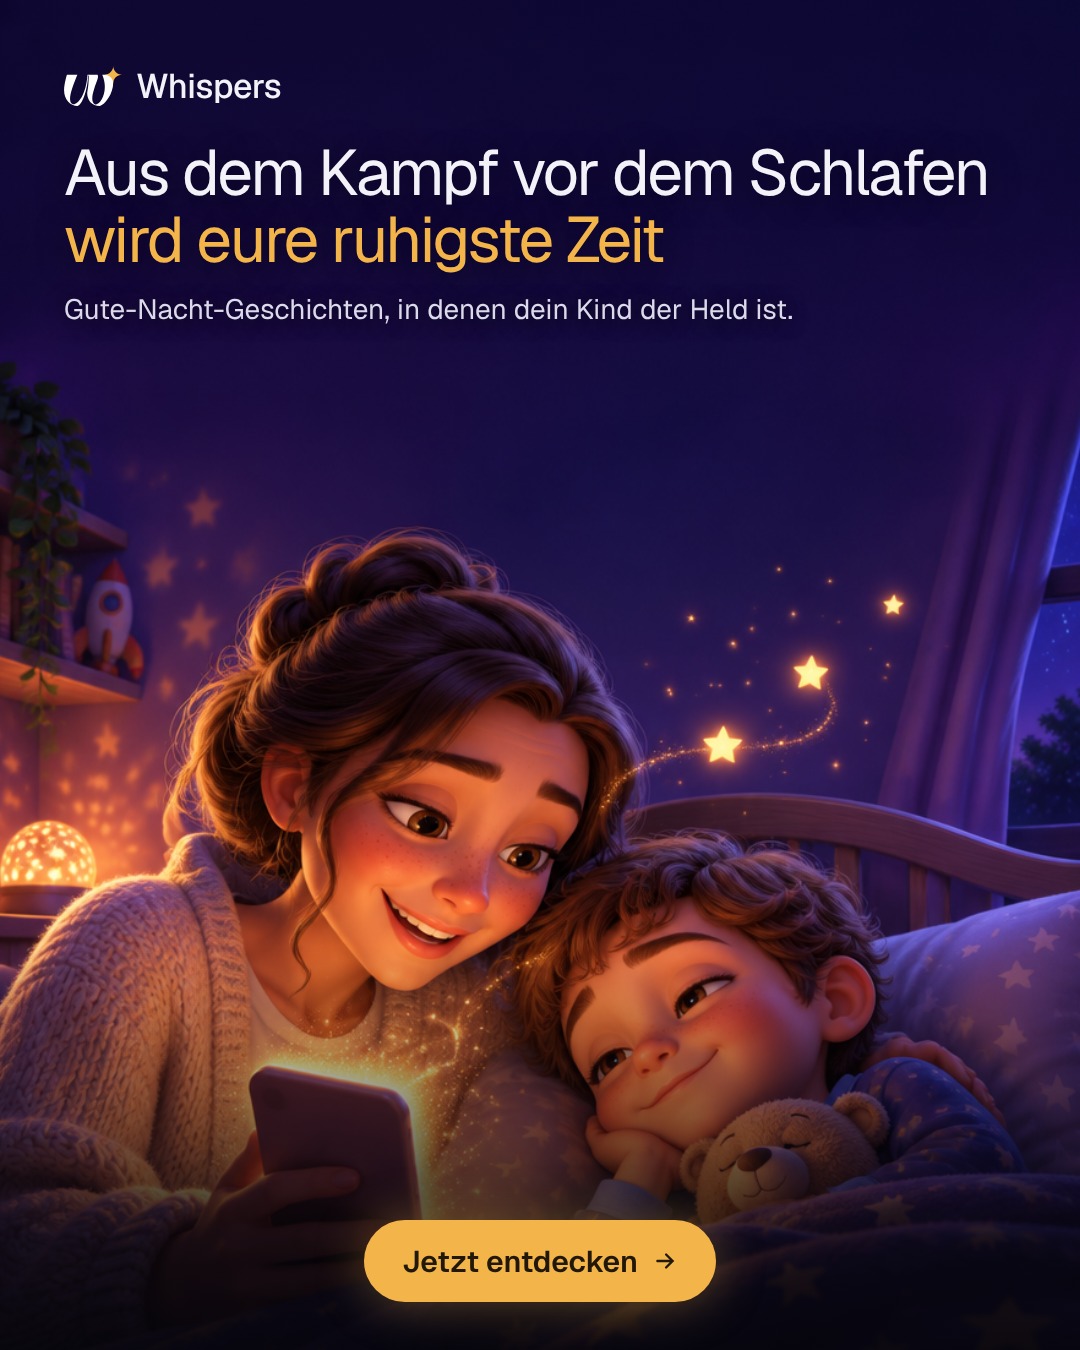 Whispers
Aus dem Kampf vor dem Schlafen
wird eure ruhigste Zeit
Gute-Nacht-Geschichten, in denen dein Kind der Held ist.
Jetzt entdecken →